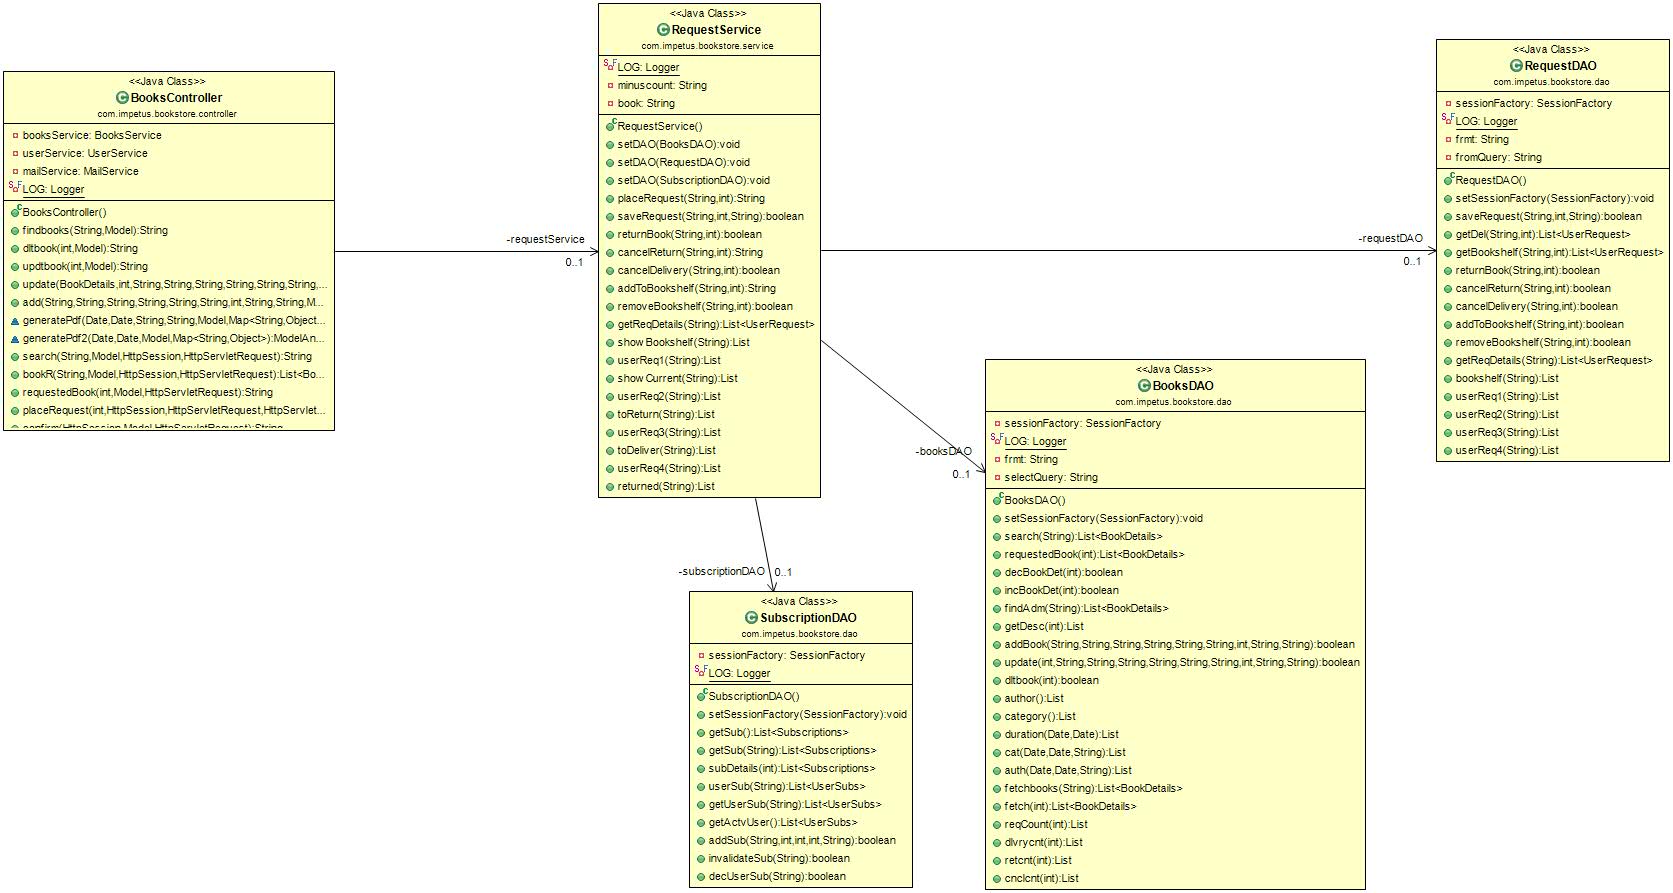 <<Java Class>>
BooksController
com.impetus.bookstore.controller
booksService: BooksService
userService: UserService
mailService: MailService
LOG: Logger
BooksController()
findbooks(String,Model):String
dltbook(int,Model):String
updtbook(int,Model):String
update(BookDetails,int,String,String,String,String,String,String,...
add(String,String,String,String,String,String,int,String,String,M...
generatePdf(Date,Date,String,String,Model,Map<String,Object...
generatePdf2(Date,Date,Model,Map<String,Object>):ModelAn...
search(String,Model,HttpSession,HttpServletRequest):String
bookR(String,Model,HttpSession,HttpServletRequest):List<Bo...
requestedBook(int,Model,HttpServletRequest):String
placeRequest(int,HttpSession,HttpServletRequest,HttpServlet...
confirm(HttpSession,Model,HttpServletRequest):String
-requestService
0..1
<<Java Class>>
RequestService
com.impetus.bookstore.service
LOG: Logger
minuscount: String
book: String
RequestService()
setDAO(BooksDAO):void
setDAO(RequestDAO):void
setDAO(SubscriptionDAO):void
placeRequest(String,int):String
saveRequest(String,int,String):boolean
returnBook(String,int):boolean
cancelReturn(String,int):String
cancelDelivery(String,int):boolean
addToBookshelf(String,int):String
removeBookshelf(String,int):boolean
getReqDetails(String):List<UserRequest>
showBookshelf(String):List
userReq1(String):List
showCurrent(String):List
userReq2(String):List
toReturn(String):List
userReq3(String):List
toDeliver(String):List
userReq4(String):List
returned(String):List
-requestDAO
0..1
-booksDAO
0..1
-subscriptionDAO
0..1
<<Java Class>>
SubscriptionDAO
com.impetus.bookstore.dao
sessionFactory: SessionFactory
LOG: Logger
SubscriptionDAO()
setSessionFactory(SessionFactory):void
getSub():List<Subscriptions>
getSub(String):List<Subscriptions>
subDetails(int):List<Subscriptions>
userSub(String):List<UserSubs>
getUserSub(String):List<UserSubs>
getActvUser():List<UserSubs>
addSub(String,int,int,int,String):boolean
invalidateSub(String):boolean
decUserSub(String):boolean
<<Java Class>>
BooksDAO
com.impetus.bookstore.dao
sessionFactory: SessionFactory
LOG: Logger
frmt: String
selectQuery: String
BooksDAO()
setSessionFactory(SessionFactory):void
search(String):List<BookDetails>
requestedBook(int):List<BookDetails>
decBookDet(int):boolean
incBookDet(int):boolean
findAdm(String):List<BookDetails>
getDesc(int):List
addBook(String,String,String,String,String,String,int,String,String):boolean
update(int,String,String,String,String,String,String,int,String,String):boolean
dltbook(int):boolean
author():List
category():List
duration(Date,Date):List
cat(Date,Date,String):List
auth(Date,Date,String):List
fetchbooks(String):List<BookDetails>
fetch(int):List<BookDetails>
reqCount(int):List
dlvrycnt(int):List
retcnt(int):List
cnclcnt(int):List
<<Java Class>>
RequestDAO
com.impetus.bookstore.dao
sessionFactory: SessionFactory
LOG: Logger
frmt: String
fromQuery: String
RequestDAO()
setSessionFactory(SessionFactory):void
saveRequest(String,int,String):boolean
getDel(String,int):List<UserRequest>
getBookshelf(String,int):List<UserRequest>
returnBook(String,int):boolean
cancelReturn(String,int):boolean
cancelDelivery(String,int):boolean
addToBookshelf(String,int):boolean
removeBookshelf(String,int):boolean
getReqDetails(String):List<UserRequest>
bookshelf(String):List
userReq1(String):List
userReq2(String):List
userReq3(String):List
userReq4(String):List